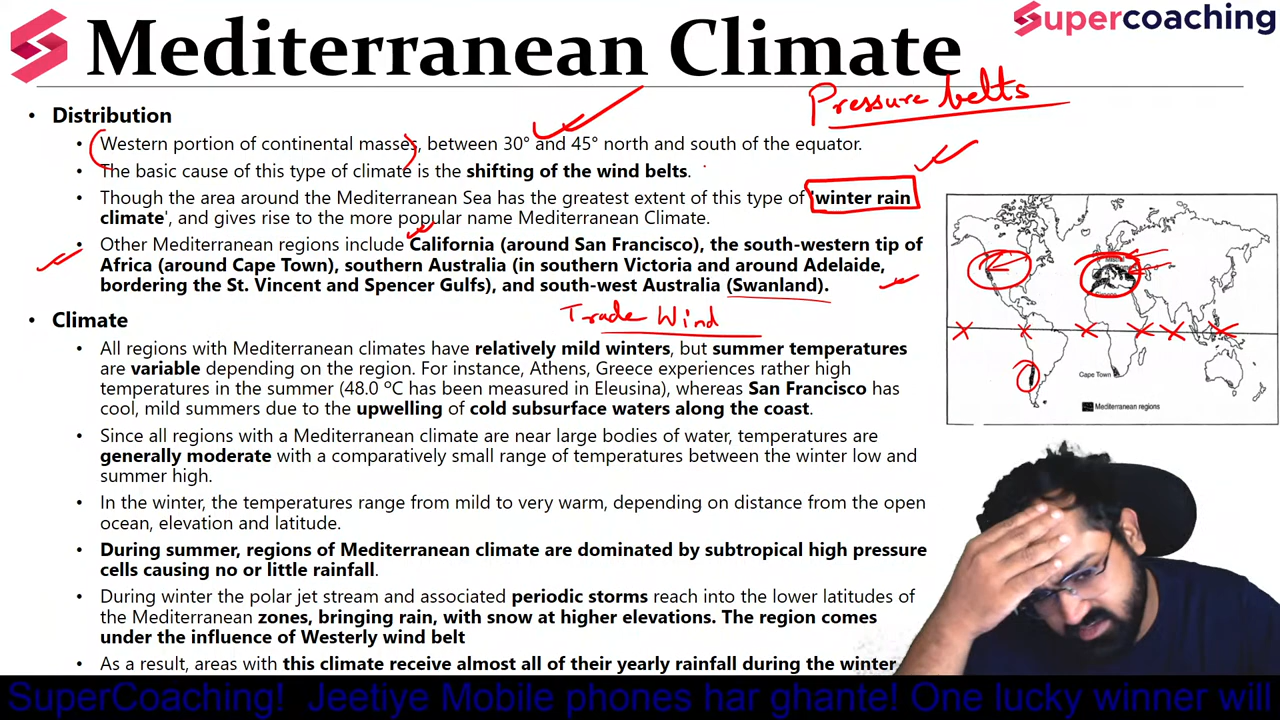 Mediterranean Climate
Supercoaching
Pressure belts
• Distribution
• Western portion of continental masses, between 30° and 45° north and south of the equator.
• The basic cause of this type of climate is the shifting of the wind belts.
• Though the area around the Mediterranean Sea has the greatest extent of this type of 'winter rain
climate', and gives rise to the more popular name Mediterranean Climate.
• Other Mediterranean regions include California (around San Francisco), the south-western tip of
Africa (around Cape Town), southern Australia (in southern Victoria and around Adelaide,
bordering the St. Vincent and Spencer Gulfs), and south-west Australia (Swanland).
Trade Wind
• Climate
• All regions with Mediterranean climates have relatively mild winters, but summer temperatures
are variable depending on the region. For instance, Athens, Greece experiences rather high
temperatures in the summer (48.0 ºC has been measured in Eleusina), whereas San Francisco has
cool, mild summers due to the upwelling of cold subsurface waters along the coast.
• Since all regions with a Mediterranean climate are near large bodies of water, temperatures are
generally moderate with a comparatively small range of temperatures between the winter low and
summer high.
• In the winter, the temperatures range from mild to very warm, depending on distance from the open
ocean, elevation and latitude.
• During summer, regions of Mediterranean climate are dominated by subtropical high pressure
cells causing no or little rainfall.
• During winter the polar jet stream and associated periodic storms reach into the lower latitudes of
the Mediterranean zones, bringing rain, with snow at higher elevations. The region comes
under the influence of Westerly wind belt
• As a result, areas with this climate receive almost all of their yearly rainfall during the winter
Cape Town
Mediterranean regions
SuperCoaching! Jeetiye Mobile phones har ghante! One lucky winner will